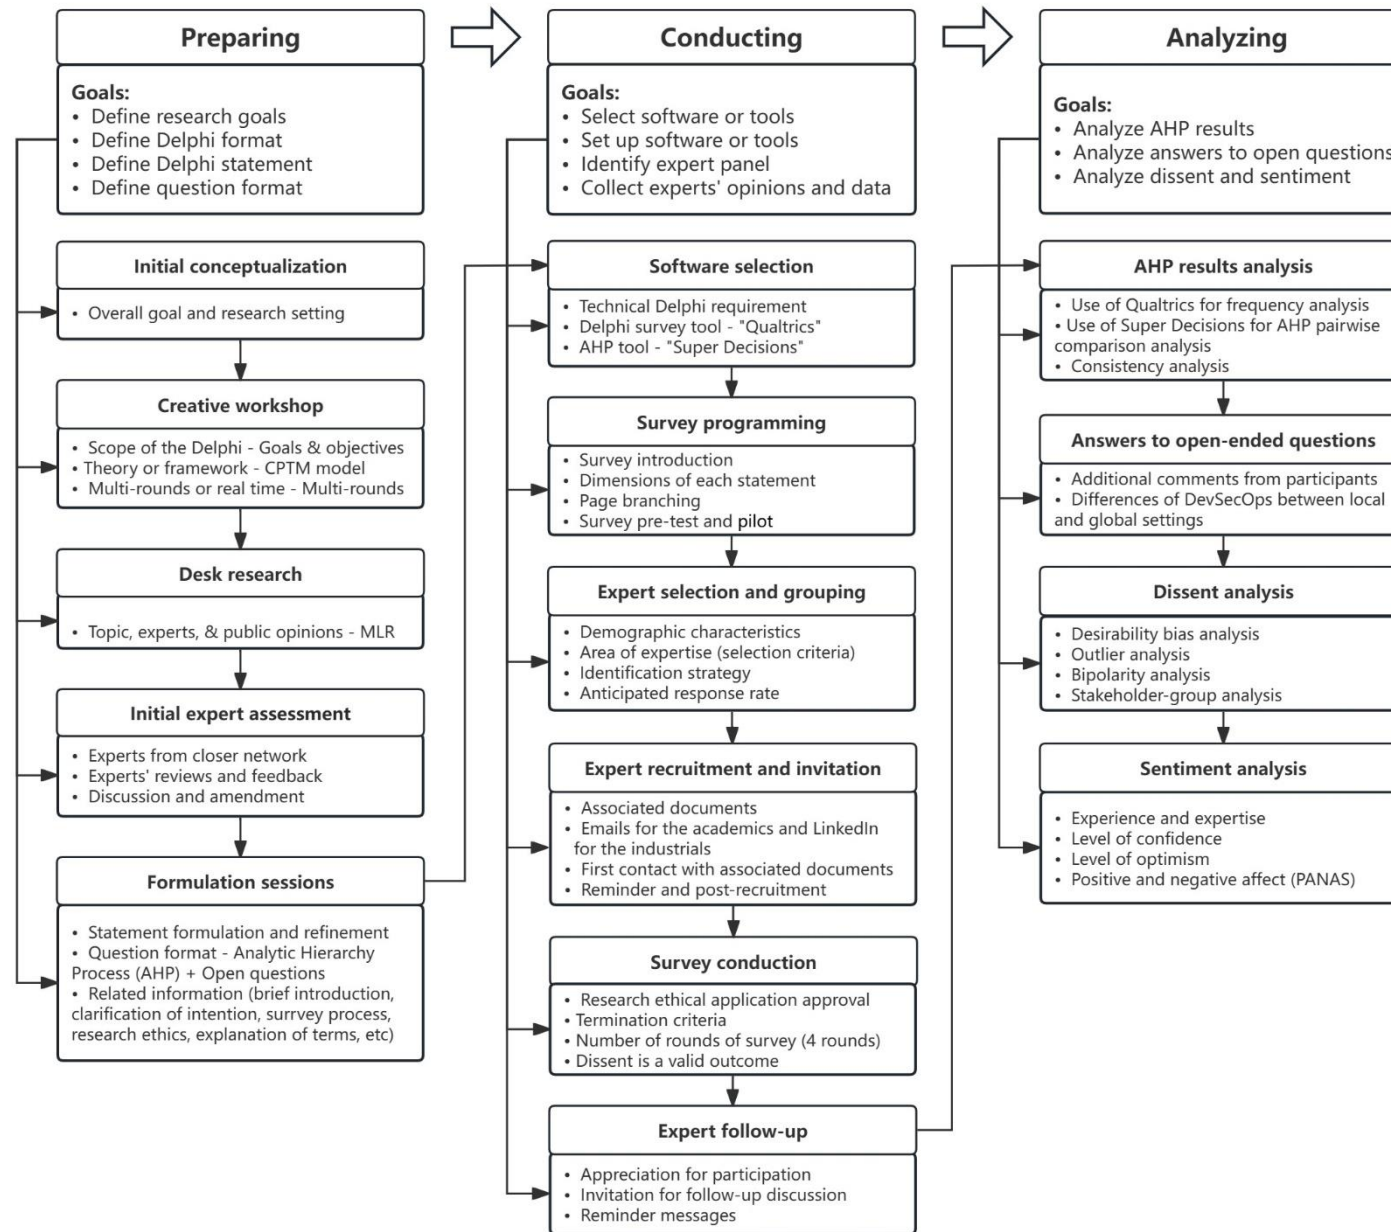 Preparing
Goals:
• Define research goals
• Define Delphi format
• Define Delphi statement
• Define question format
Initial conceptualization
• Overall goal and research setting
Creative workshop
• Scope of the Delphi - Goals & objectives
•Theory or framework - CPTM model
• Multi-rounds or real time - Multi-rounds
Desk research
• Topic, experts, & public opinions - MLR
Initial expert assessment
• Experts from closer network
• Experts' reviews and feedback
• Discussion and amendment
Formulation sessions
• Statement formulation and refinement
• Question format - Analytic Hierarchy
Process (AHP) + Open questions
• Related information (brief introduction,
clarification of intention, surrvey process,
research ethics, explanation of terms, etc)
Conducting
Goals:
• Select software or tools
• Set up software or tools
• Identify expert panel
• Collect experts' opinions and data
Software selection
• Technical Delphi requirement
• Delphi survey tool - "Qualtrics"
• AHP tool - "Super Decisions"
Survey programming
• Survey introduction
• Dimensions of each statement
• Page branching
• Survey pre-test and pilot
Expert selection and grouping
• Demographic characteristics
• Area of expertise (selection criteria)
• Identification strategy
• Anticipated response rate
Expert recruitment and invitation
• Associated documents
• Emails for the academics and LinkedIn
for the industrials
• First contact with associated documents
• Reminder and post-recruitment
Survey conduction
• Research ethical application approval
• Termination criteria
• Number of rounds of survey (4 rounds)
• Dissent is a valid outcome
Expert follow-up
• Appreciation for participation
• Invitation for follow-up discussion
• Reminder messages
Analyzing
Goals:
• Analyze AHP results
• Analyze answers to open questions
• Analyze dissent and sentiment
AHP results analysis
• Use of Qualtrics for frequency analysis
• Use of Super Decisions for AHP pairwise
comparison analysis
• Consistency analysis
Answers to open-ended questions
• Additional comments from participants
• Differences of DevSecOps between local
and global settings
Dissent analysis
• Desirability bias analysis
• Outlier analysis
• Bipolarity analysis
• Stakeholder-group analysis
Sentiment analysis
• Experience and expertise
• Level of confidence
• Level of optimism
• Positive and negative affect (PANAS)